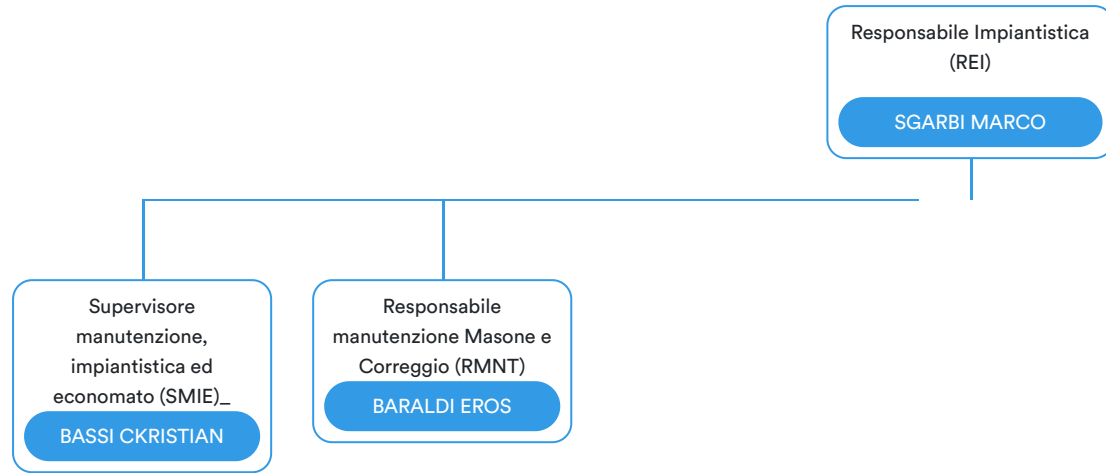 Responsabile Impiantistica
(REI)
SGARBI MARCO
Supervisore
manutenzione,
impiantistica ed
economato (SMIE)_
BASSI CKRISTIAN
Responsabile
manutenzione Masone e
Correggio (RMNT)
BARALDI EROS